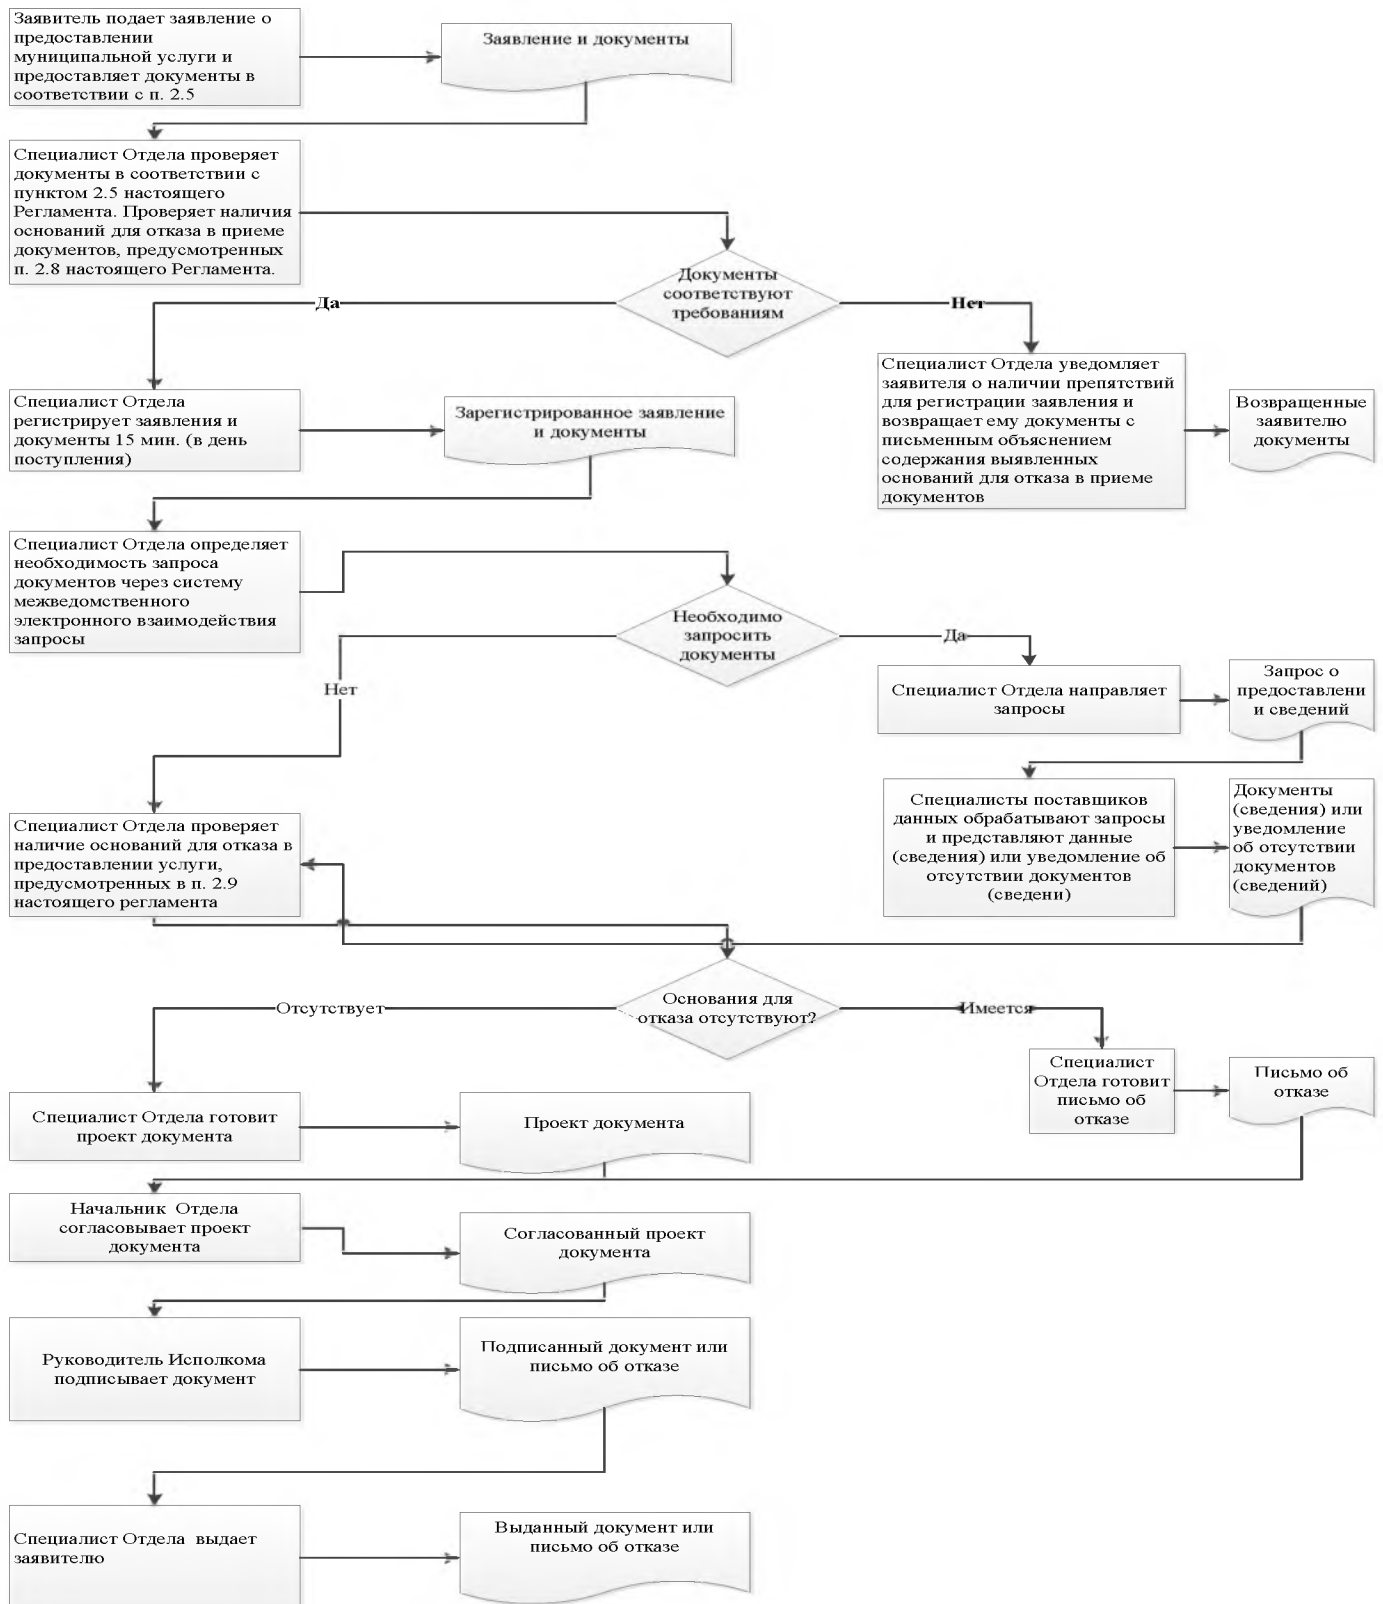 Заявитель подает заявление о
предоставлении
муниципальной услуги и
предоставляет документы в
соответствии с п. 2.5
Заявление и документы
Специалист Отдела проверяет
документы в соответствии с
пунктом 2.5 настоящего
Регламента. Проверяет наличия
оснований для отказа в приеме
документов, предусмотренных
п. 2.8 настоящего Регламента.
Документы
соответствуют
требованиям
Да
Нет
Специалист Отдела
регистрирует заявления и
документы 15 мин. (в день
поступления)
Зарегистрированное заявление
и документы
Специалист Отдела уведомляет
заявителя о наличии препятствий
для регистрации заявления и
возвращает ему документы с
письменным объяснением
содержания выявленных
оснований для отказа в приеме
документов
Возвращенные
заявителю
документы
Специалист Отдела определяет
необходимость запроса
документов через систему
межведомственного
электронного взаимодействия
запросы
Необходимо
запросить
документы
Да
Нет
Специалист Отдела направляет
запросы
Запрос о
предоставлени
и сведений
Специалисты поставшиков
данных обрабатывают запросы
и представляют данные
(сведения) или уведомление об
отсутствии документов
(сведени)
Документы
(сведения) или
уведомление
об отсутствии
документов
(сведений)
Специалист Отдела проверяет
наличие оснований для отказа в
предоставлении услуги,
предусмотренных в п. 2.9
настоящего регламента
Основания для
отказа отсутствуют?
Отсутствует
Имеется
Специалист
Отдела готовит
письмо об
отказе
Письмо об
отказе
Специалист Отдела готовит
проект документа
Проект документа
Начальник Отдела
согласовывает проект
документа
Согласованный проект
документа
Руководитель Исполкома
подписывает документ
Подписанный документ или
письмо об отказе
Специалист Отдела выдает
заявителю
Выданный документ или
письмо об отказе